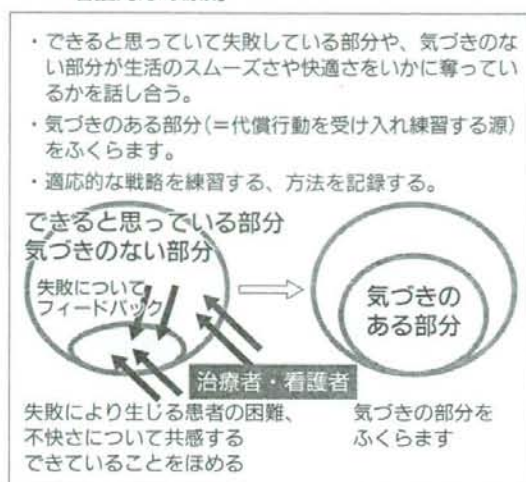 ・できると思っていて失敗している部分や、気づきのな
い部分が生活のスムーズさや快適さをいかに奪ってい
るかを話し合う。
・気づきのある部分(=代償行動を受け入れ練習する源)
をふくらます。
・適応的な戦略を練習する、方法を記録する。
できると思っている部分
気づきのない部分
失敗について
フィードバック
気づきの
ある部分
治療者・看護者
失敗により生じる患者の困難、
不快さについて共感する
できていることをほめる
気づきの部分を
ふくらます